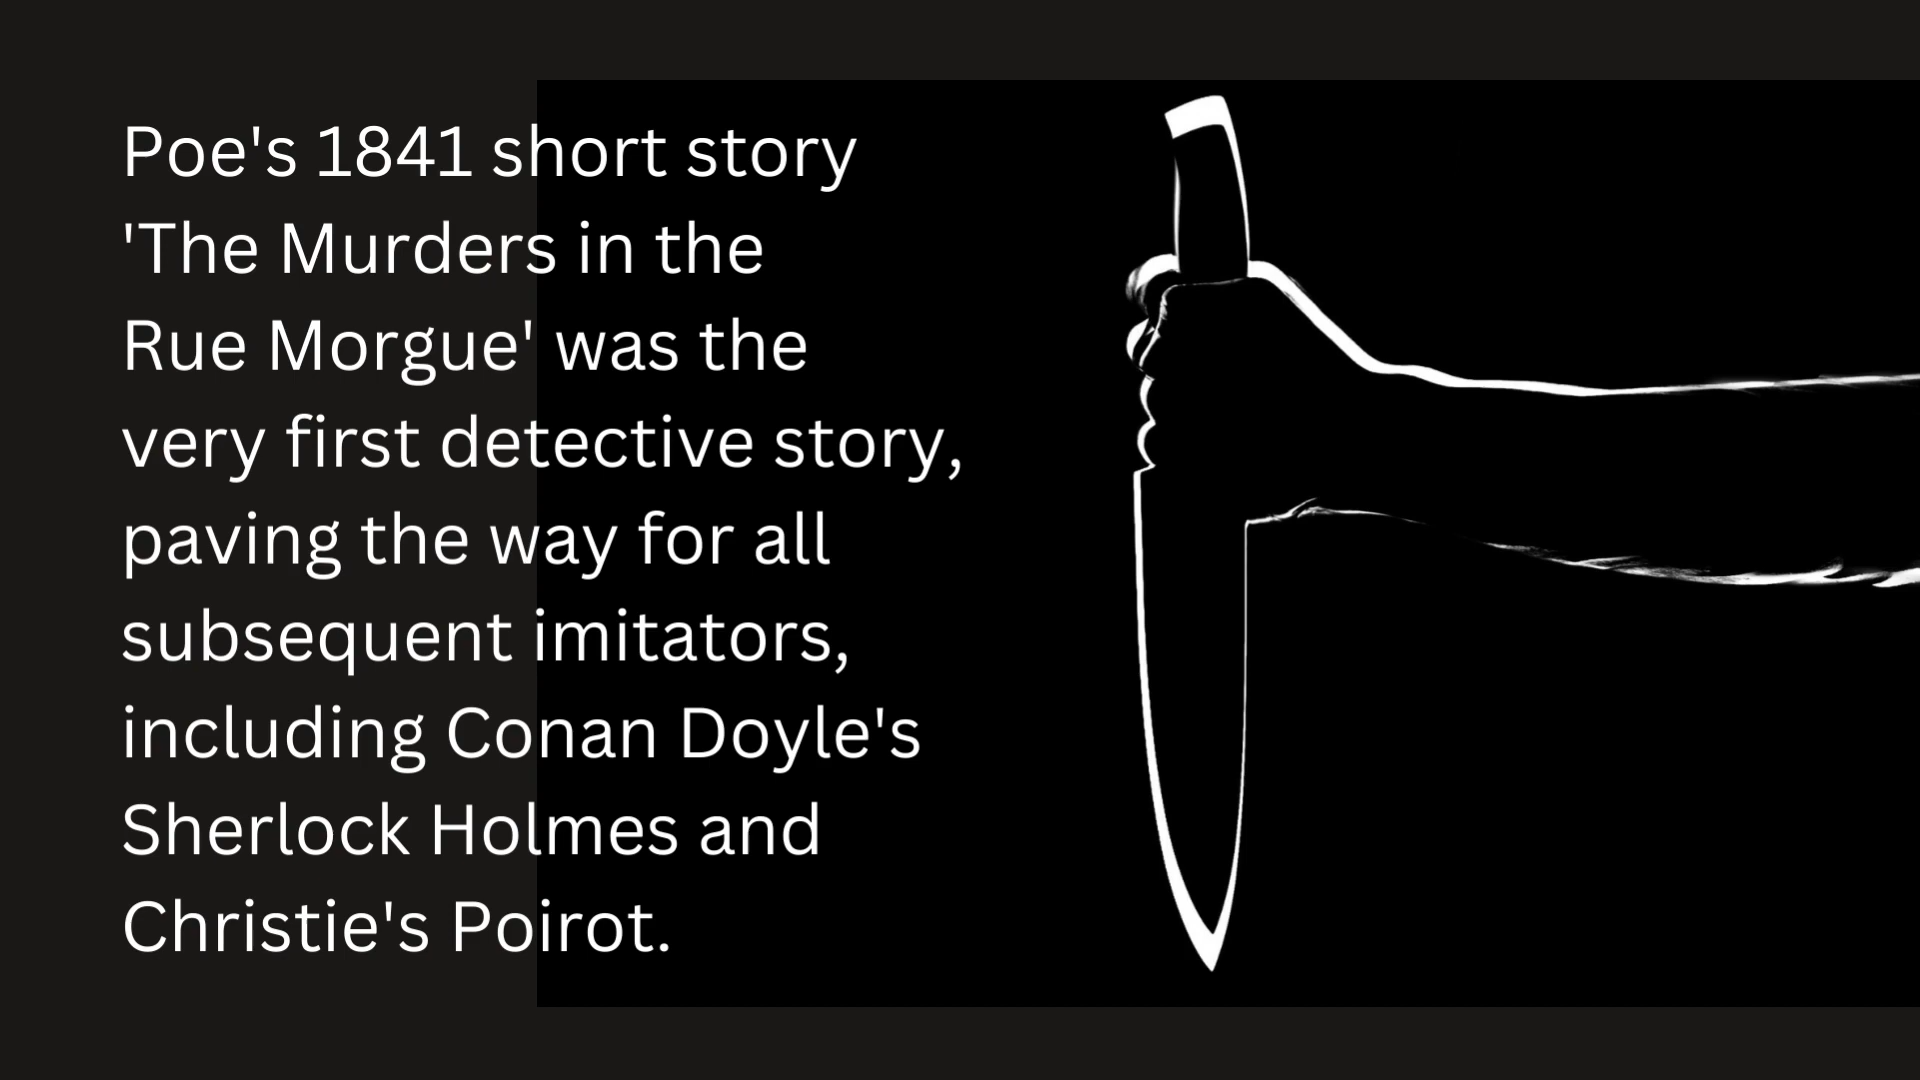 Poe's 1841 short story
'The Murders in the
Rue Morgue' was the
very first detective story,
paving the way for all
subsequent imitators,
including Conan Doyle's
Sherlock Holmes and
Christie's Poirot.